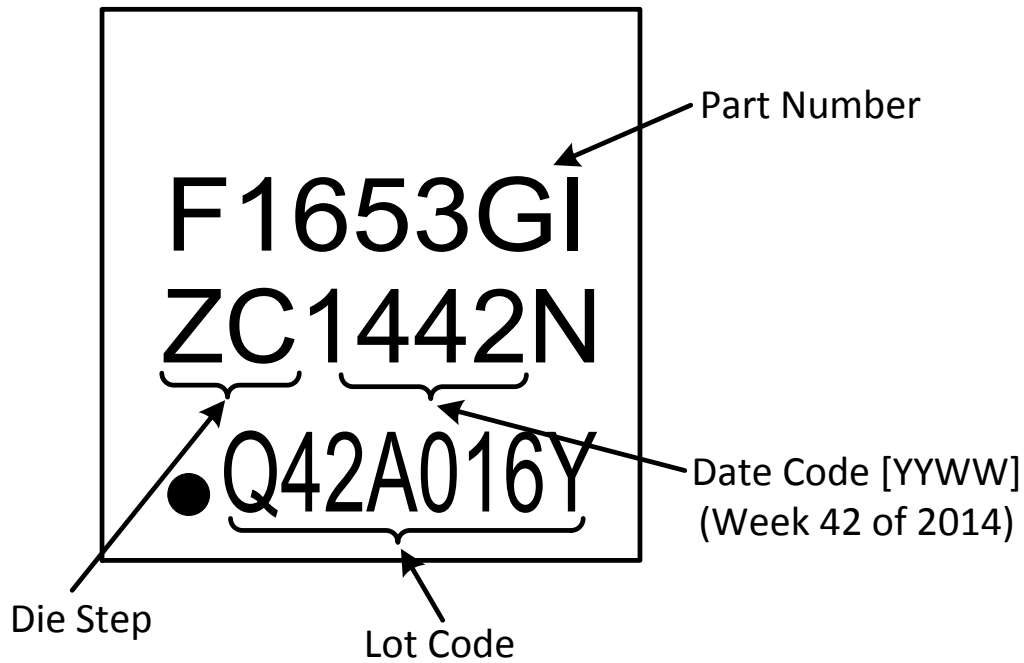 Part Number
F1653GI
ZC1442N
Q42A016Y
Date Code [YYWW]
(Week 42 of 2014)
Die Step
Lot Code